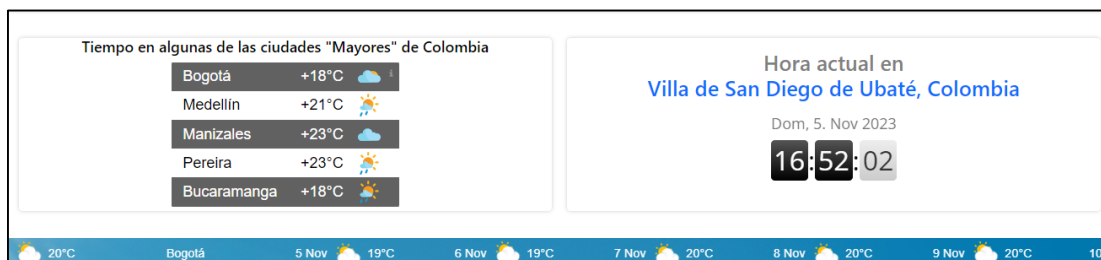 Tiempo en algunas de las ciudades "Mayores" de Colombia
Bogotá +18°C i
Medellín +21°C
Manizales +23°C
Pereira +23°C
Bucaramanga +18°C
Hora actual en
Villa de San Diego de Ubaté, Colombia
Dom, 5. Nov 2023
16:52:02
20°C Bogotá 5 Nov 19°C 6 Nov 19°C 7 Nov 20°C 8 Nov 20°C 9 Nov 20°C 10